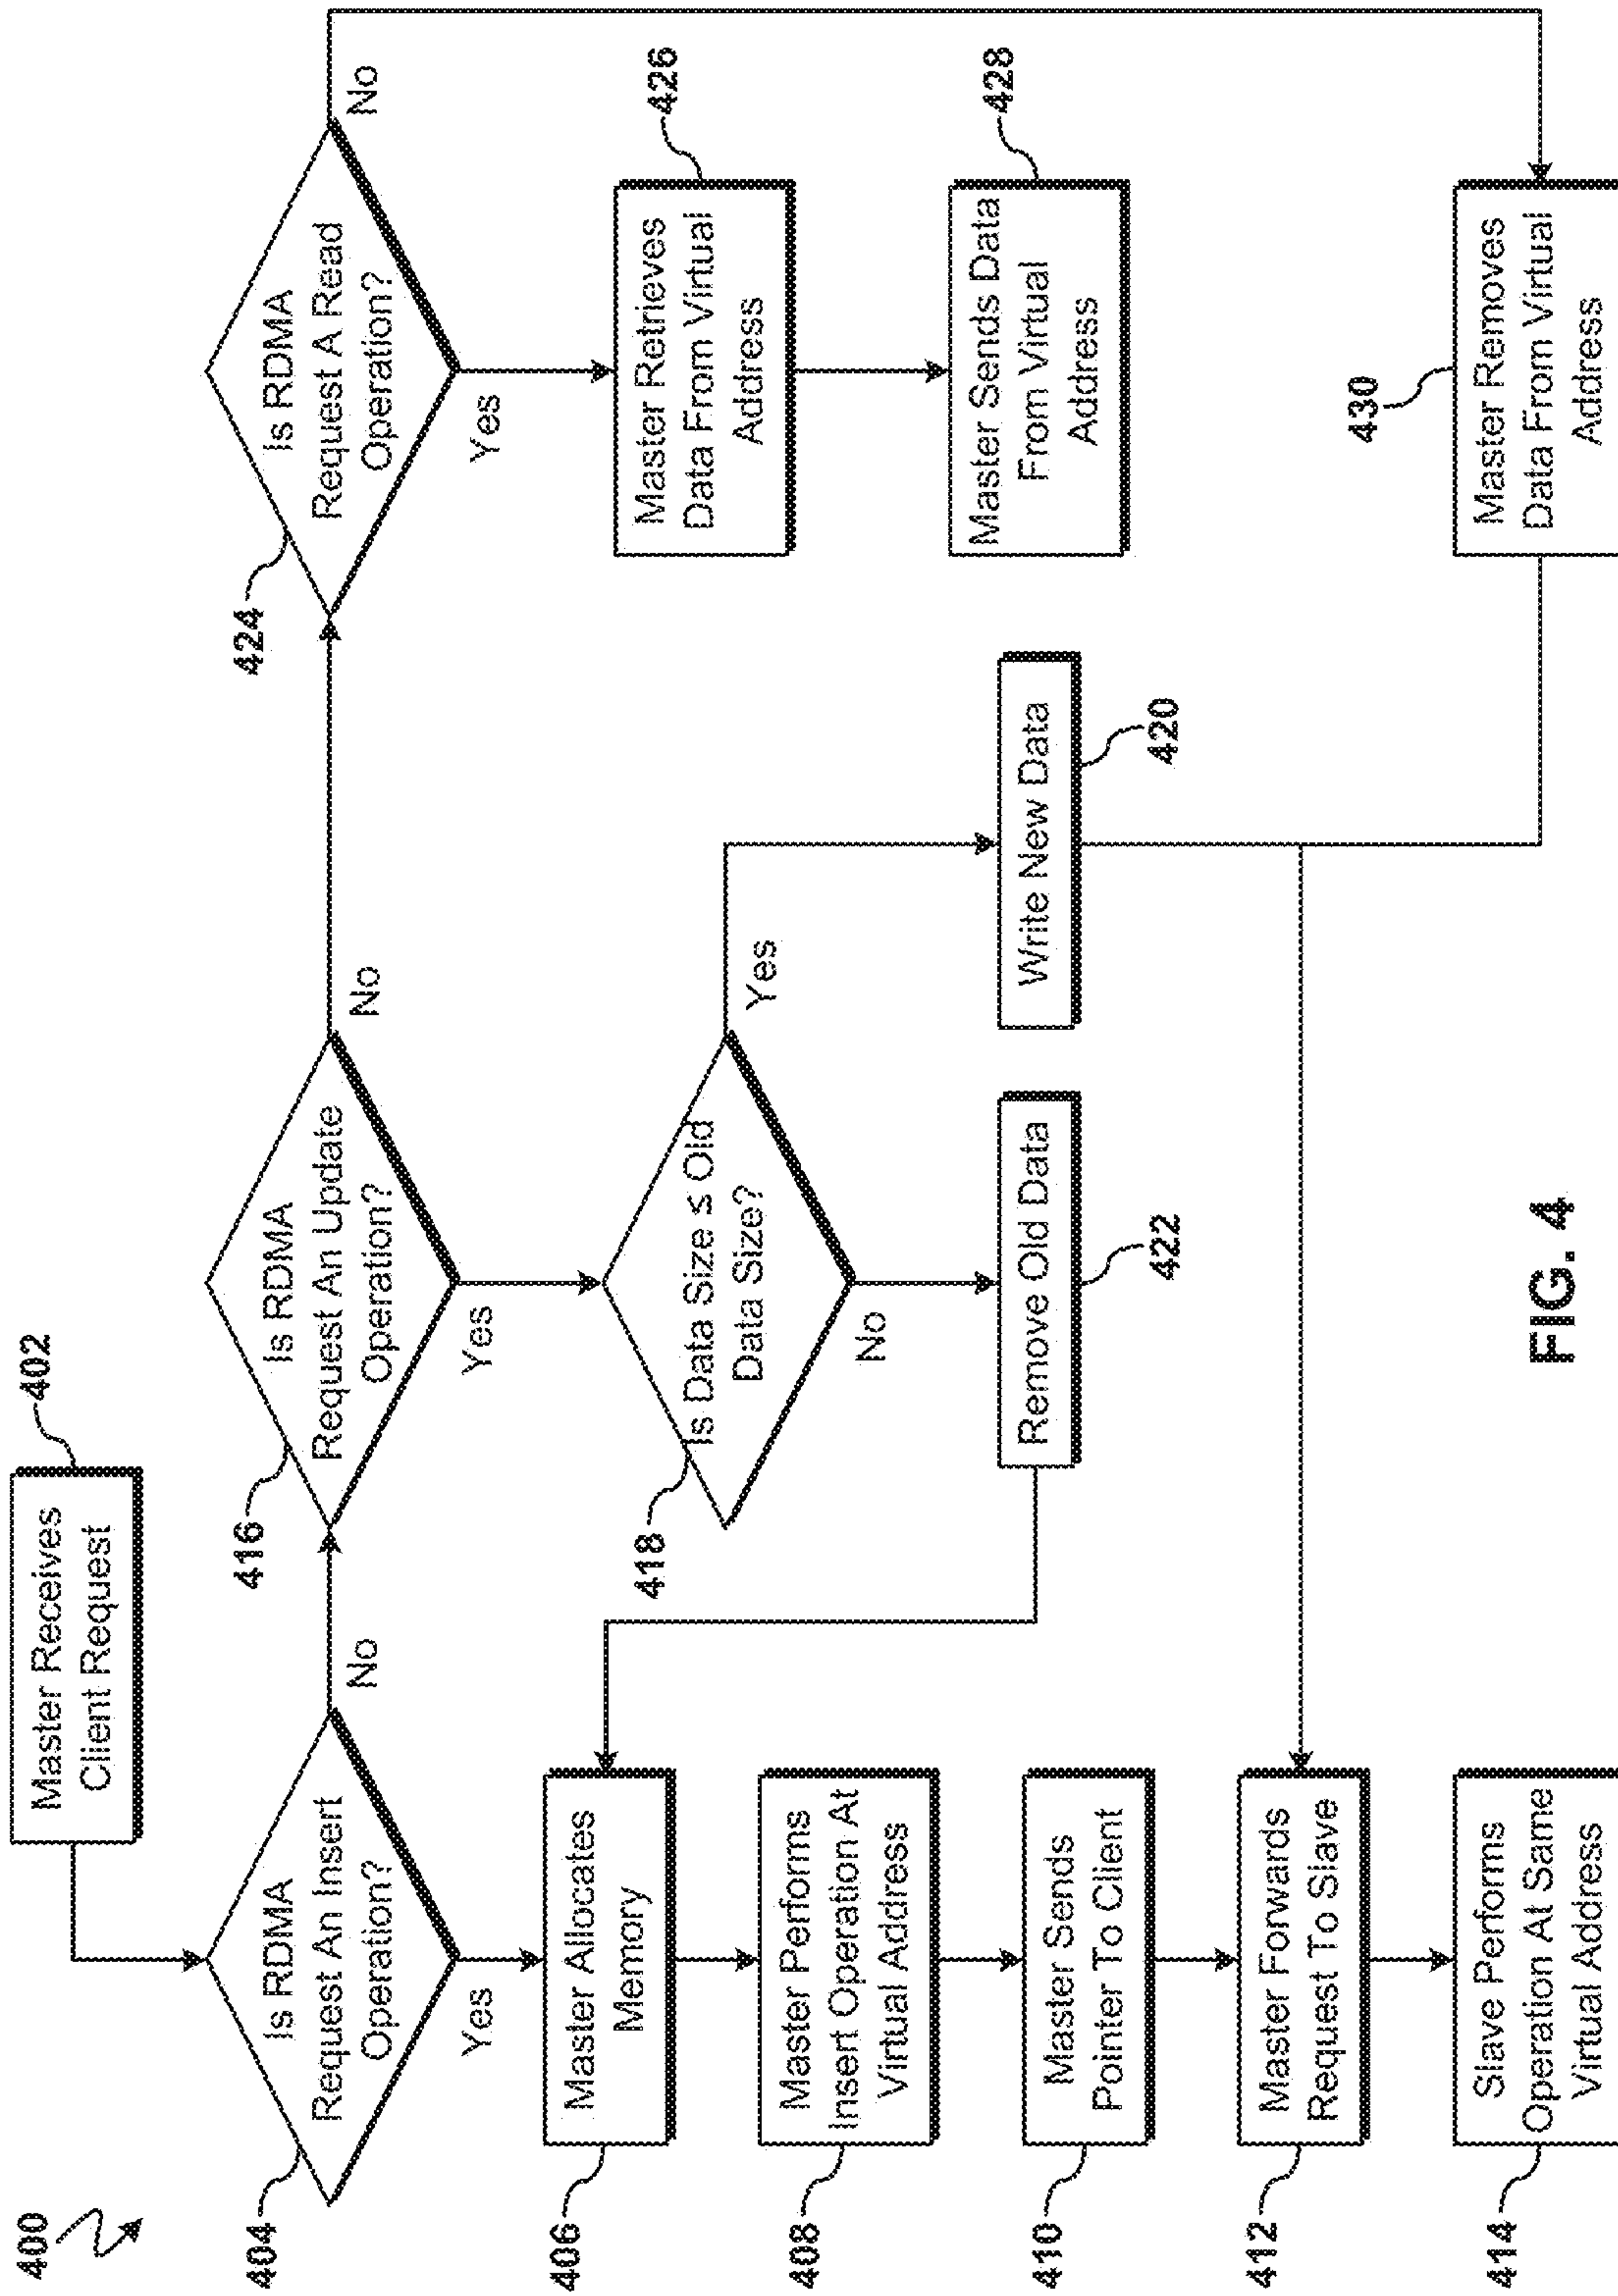 400
Master Receives
Client Request
402
404
Is RDMA
Request An Insert
Operation?
No
Yes
416
Is RDMA
Request An Update
Operation?
No
Yes
424
Is RDMA
Request A Read
Operation?
No
Yes
406
Master Allocates
Memory
418
Is Data Size ≤ Old
Data Size?
Yes
No
Master Retrieves
Data From Virtual
Address
426
408
Master Performs
Insert Operation At
Virtual Address
410
Master Sends
Pointer To Client
Remove Old Data
422
Write New Data
420
Master Sends Data
From Virtual
Address
428
412
Master Forwards
Request To Slave
414
Slave Performs
Operation At Same
Virtual Address
430
Master Removes
Data From Virtual
Address
FIG. 4